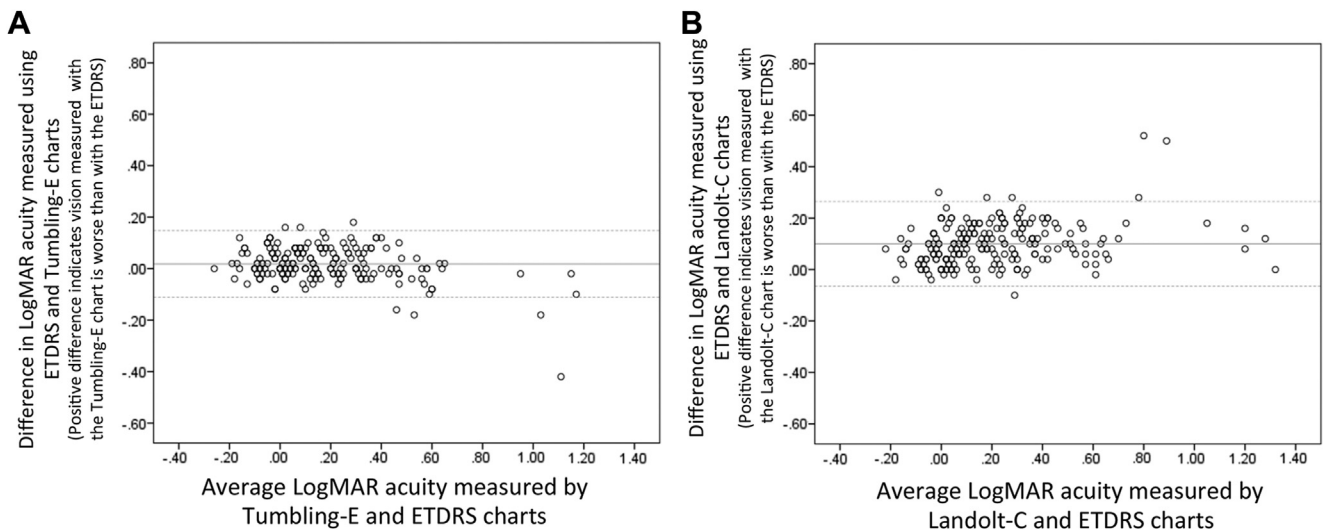 A
Difference in LogMAR acuity measured using
ETDRS and Tumbling-E charts
(Positive difference indicates vision measured with
the Tumbling-E chart is worse than with the ETDRS)
.80
.60
.40
.20
.00
-.20
-.40
-.60
-.40 -.20 .00 .20 .40 .60 .80 1.00 1.20 1.40
Average LogMAR acuity measured by
Tumbling-E and ETDRS charts
B
Difference in LogMAR acuity measured using
ETDRS and Landolt-C charts
(Positive difference indicates vision measured with
the Landolt-C chart is worse than with the ETDRS)
.80
.60
.40
.20
.00
-.20
-.40
-.60
-.40 -.20 .00 .20 .40 .60 .80 1.00 1.20 1.40
Average LogMAR acuity measured by
Landolt-C and ETDRS charts